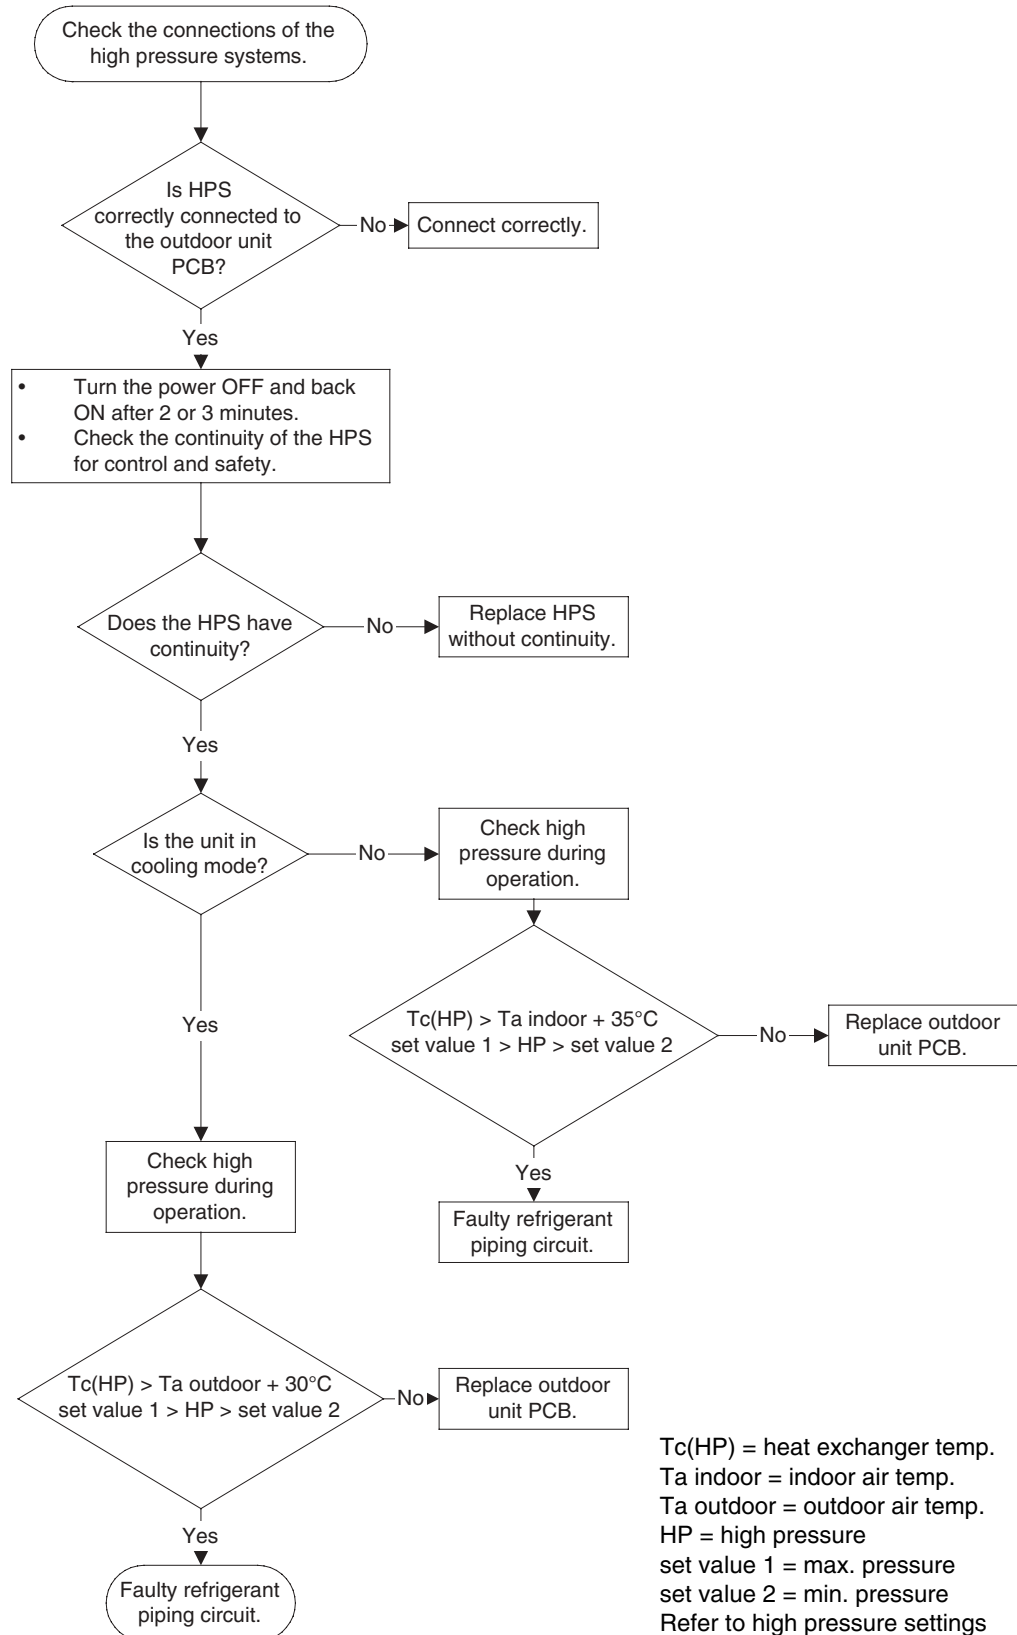 Check the connections of the
high pressure systems.
Is HPS
correctly connected to
the outdoor unit
PCB?
No
Connect correctly.
Yes
• Turn the power OFF and back
ON after 2 or 3 minutes.
• Check the continuity of the HPS
for control and safety.
Does the HPS have
continuity?
No
Replace HPS
without continuity.
Yes
Is the unit in
cooling mode?
No
Check high
pressure during
operation.
Tc(HP) > Ta indoor + 35°C
set value 1 > HP > set value 2
No
Replace outdoor
unit PCB.
Yes
Faulty refrigerant
piping circuit.
Yes
Check high
pressure during
operation.
Tc(HP) > Ta outdoor + 30°C
set value 1 > HP > set value 2
No
Replace outdoor
unit PCB.
Yes
Faulty refrigerant
piping circuit.
Tc(HP) = heat exchanger temp.
Ta indoor = indoor air temp.
Ta outdoor = outdoor air temp.
HP = high pressure
set value 1 = max. pressure
set value 2 = min. pressure
Refer to high pressure settings